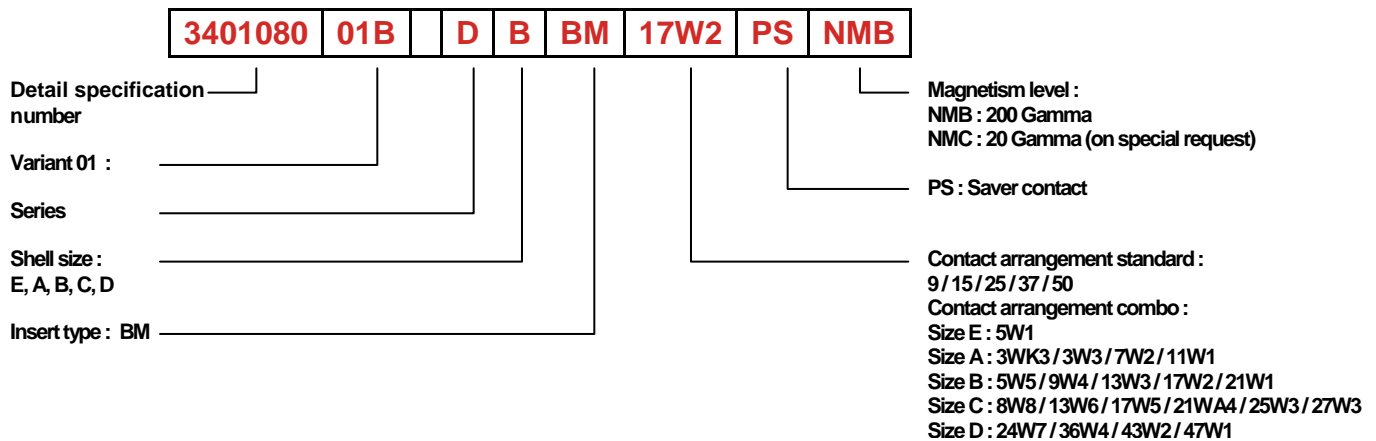 3401080 01B D B BM 17W2 PS NMB
Detail specification
number
Variant 01 :
Series
Shell size :
E, A, B, C, D
Insert type : BM
Magnetism level :
NMB : 200 Gamma
NMC : 20 Gamma (on special request)
PS : Saver contact
Contact arrangement standard :
9 / 15 / 25 / 37 / 50
Contact arrangement combo :
Size E : 5W1
Size A : 3WK3 / 3W3 / 7W2 / 11W1
Size B : 5W5 / 9W4 / 13W3 / 17W2 / 21W1
Size C : 8W8 / 13W6 / 17W5 / 21WA4 / 25W3 / 27W3
Size D : 24W7 / 36W4 / 43W2 / 47W1